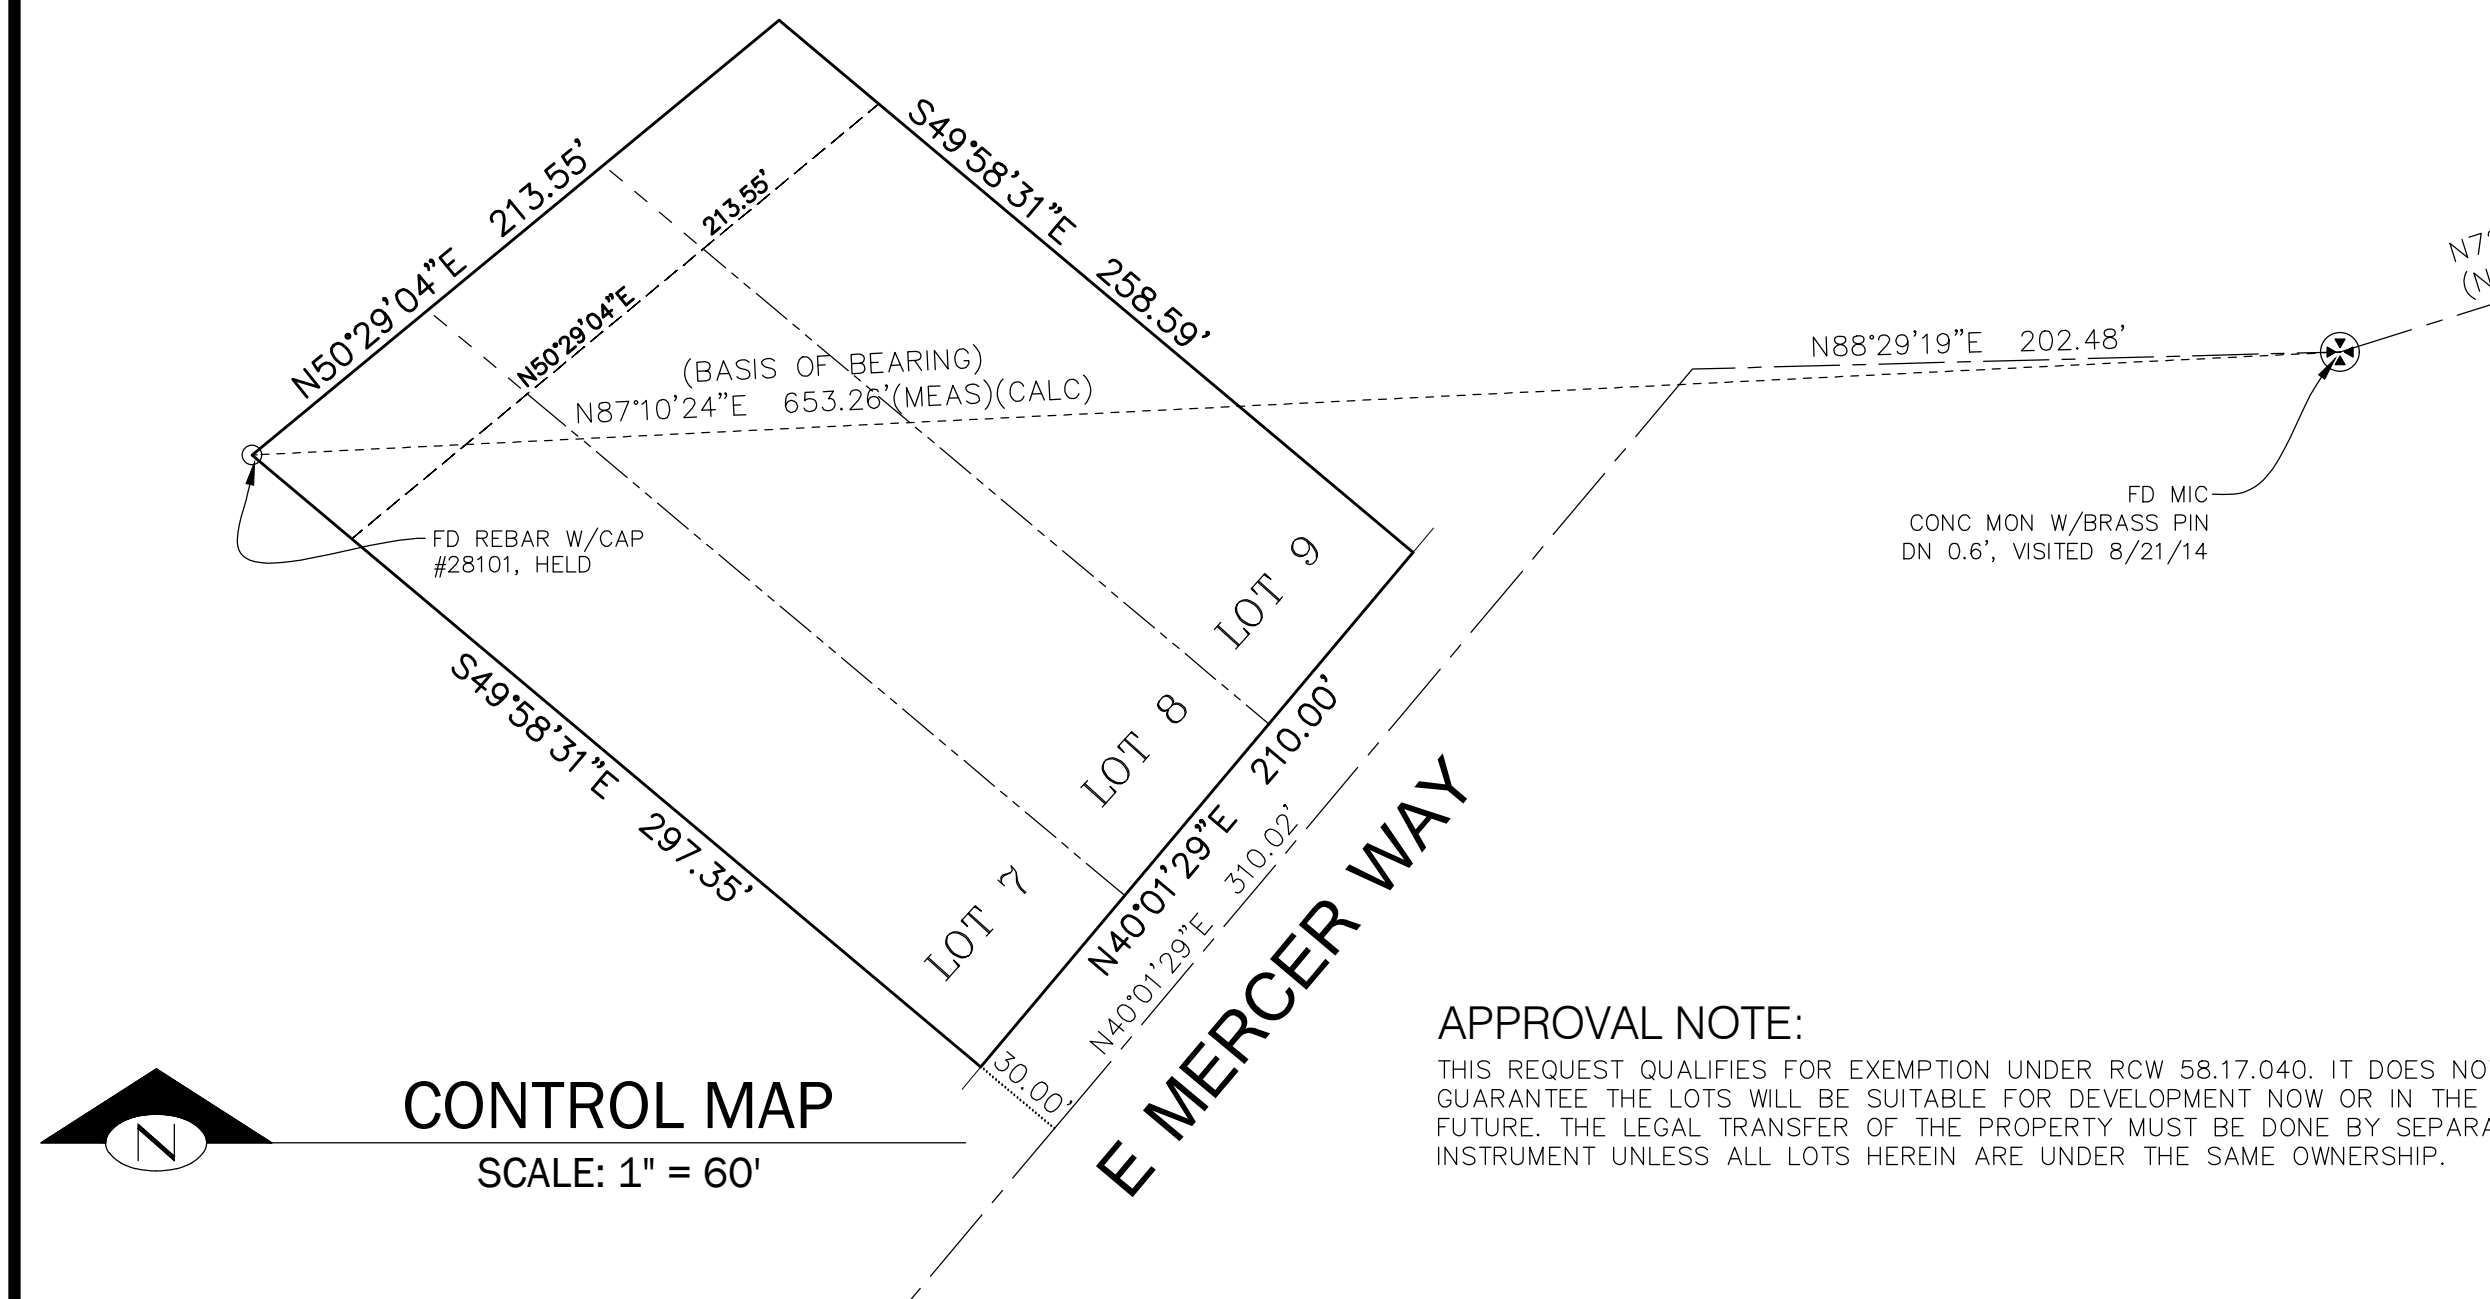 N50°29'04"E 213.55'
S49°58'31"E 258.59'
213.55'
N50°29'04"E
(BASIS OF BEARING)
N87°10'24"E 653.26'(MEAS)(CALC)
N88°29'19"E 202.48'
N7°
(N
FD MIC
CONC MON W/BRASS PIN
DN 0.6', VISITED 8/21/14
FD REBAR W/CAP
#28101, HELD
LOT 9
LOT 8
LOT 7
S49°58'31"E 297.35'
N40°01'29"E 210.00'
N40°01'29"E 310.02'
30.00'
E MERCER WAY
N
CONTROL MAP
SCALE: 1" = 60'
APPROVAL NOTE:
THIS REQUEST QUALIFIES FOR EXEMPTION UNDER RCW 58.17.040. IT DOES NO
GUARANTEE THE LOTS WILL BE SUITABLE FOR DEVELOPMENT NOW OR IN THE
FUTURE. THE LEGAL TRANSFER OF THE PROPERTY MUST BE DONE BY SEPARA
INSTRUMENT UNLESS ALL LOTS HEREIN ARE UNDER THE SAME OWNERSHIP.